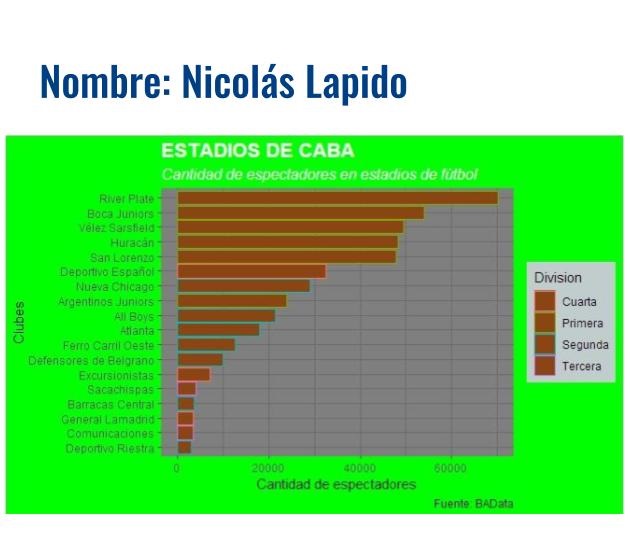 Nombre: Nicolás Lapido
ESTADIOS DE CABA
Cantidad de espectadores en estadios de fútbol
River Plate
Boca Juniors
Vélez Sarsfield
Huracán
San Lorenzo
Deportivo Español
Nueva Chicago
Argentinos Juniors
All Boys
Atlanta
Ferro Carril Oeste
Defensores de Belgrano
Excursionistas
Sacachispas
Barracas Central
General Lamadrid
Comunicaciones
Deportivo Riestra
Clubes
0 20000 40000 60000
Cantidad de espectadores
Division
Cuarta
Primera
Segunda
Tercera
Fuente: BAData